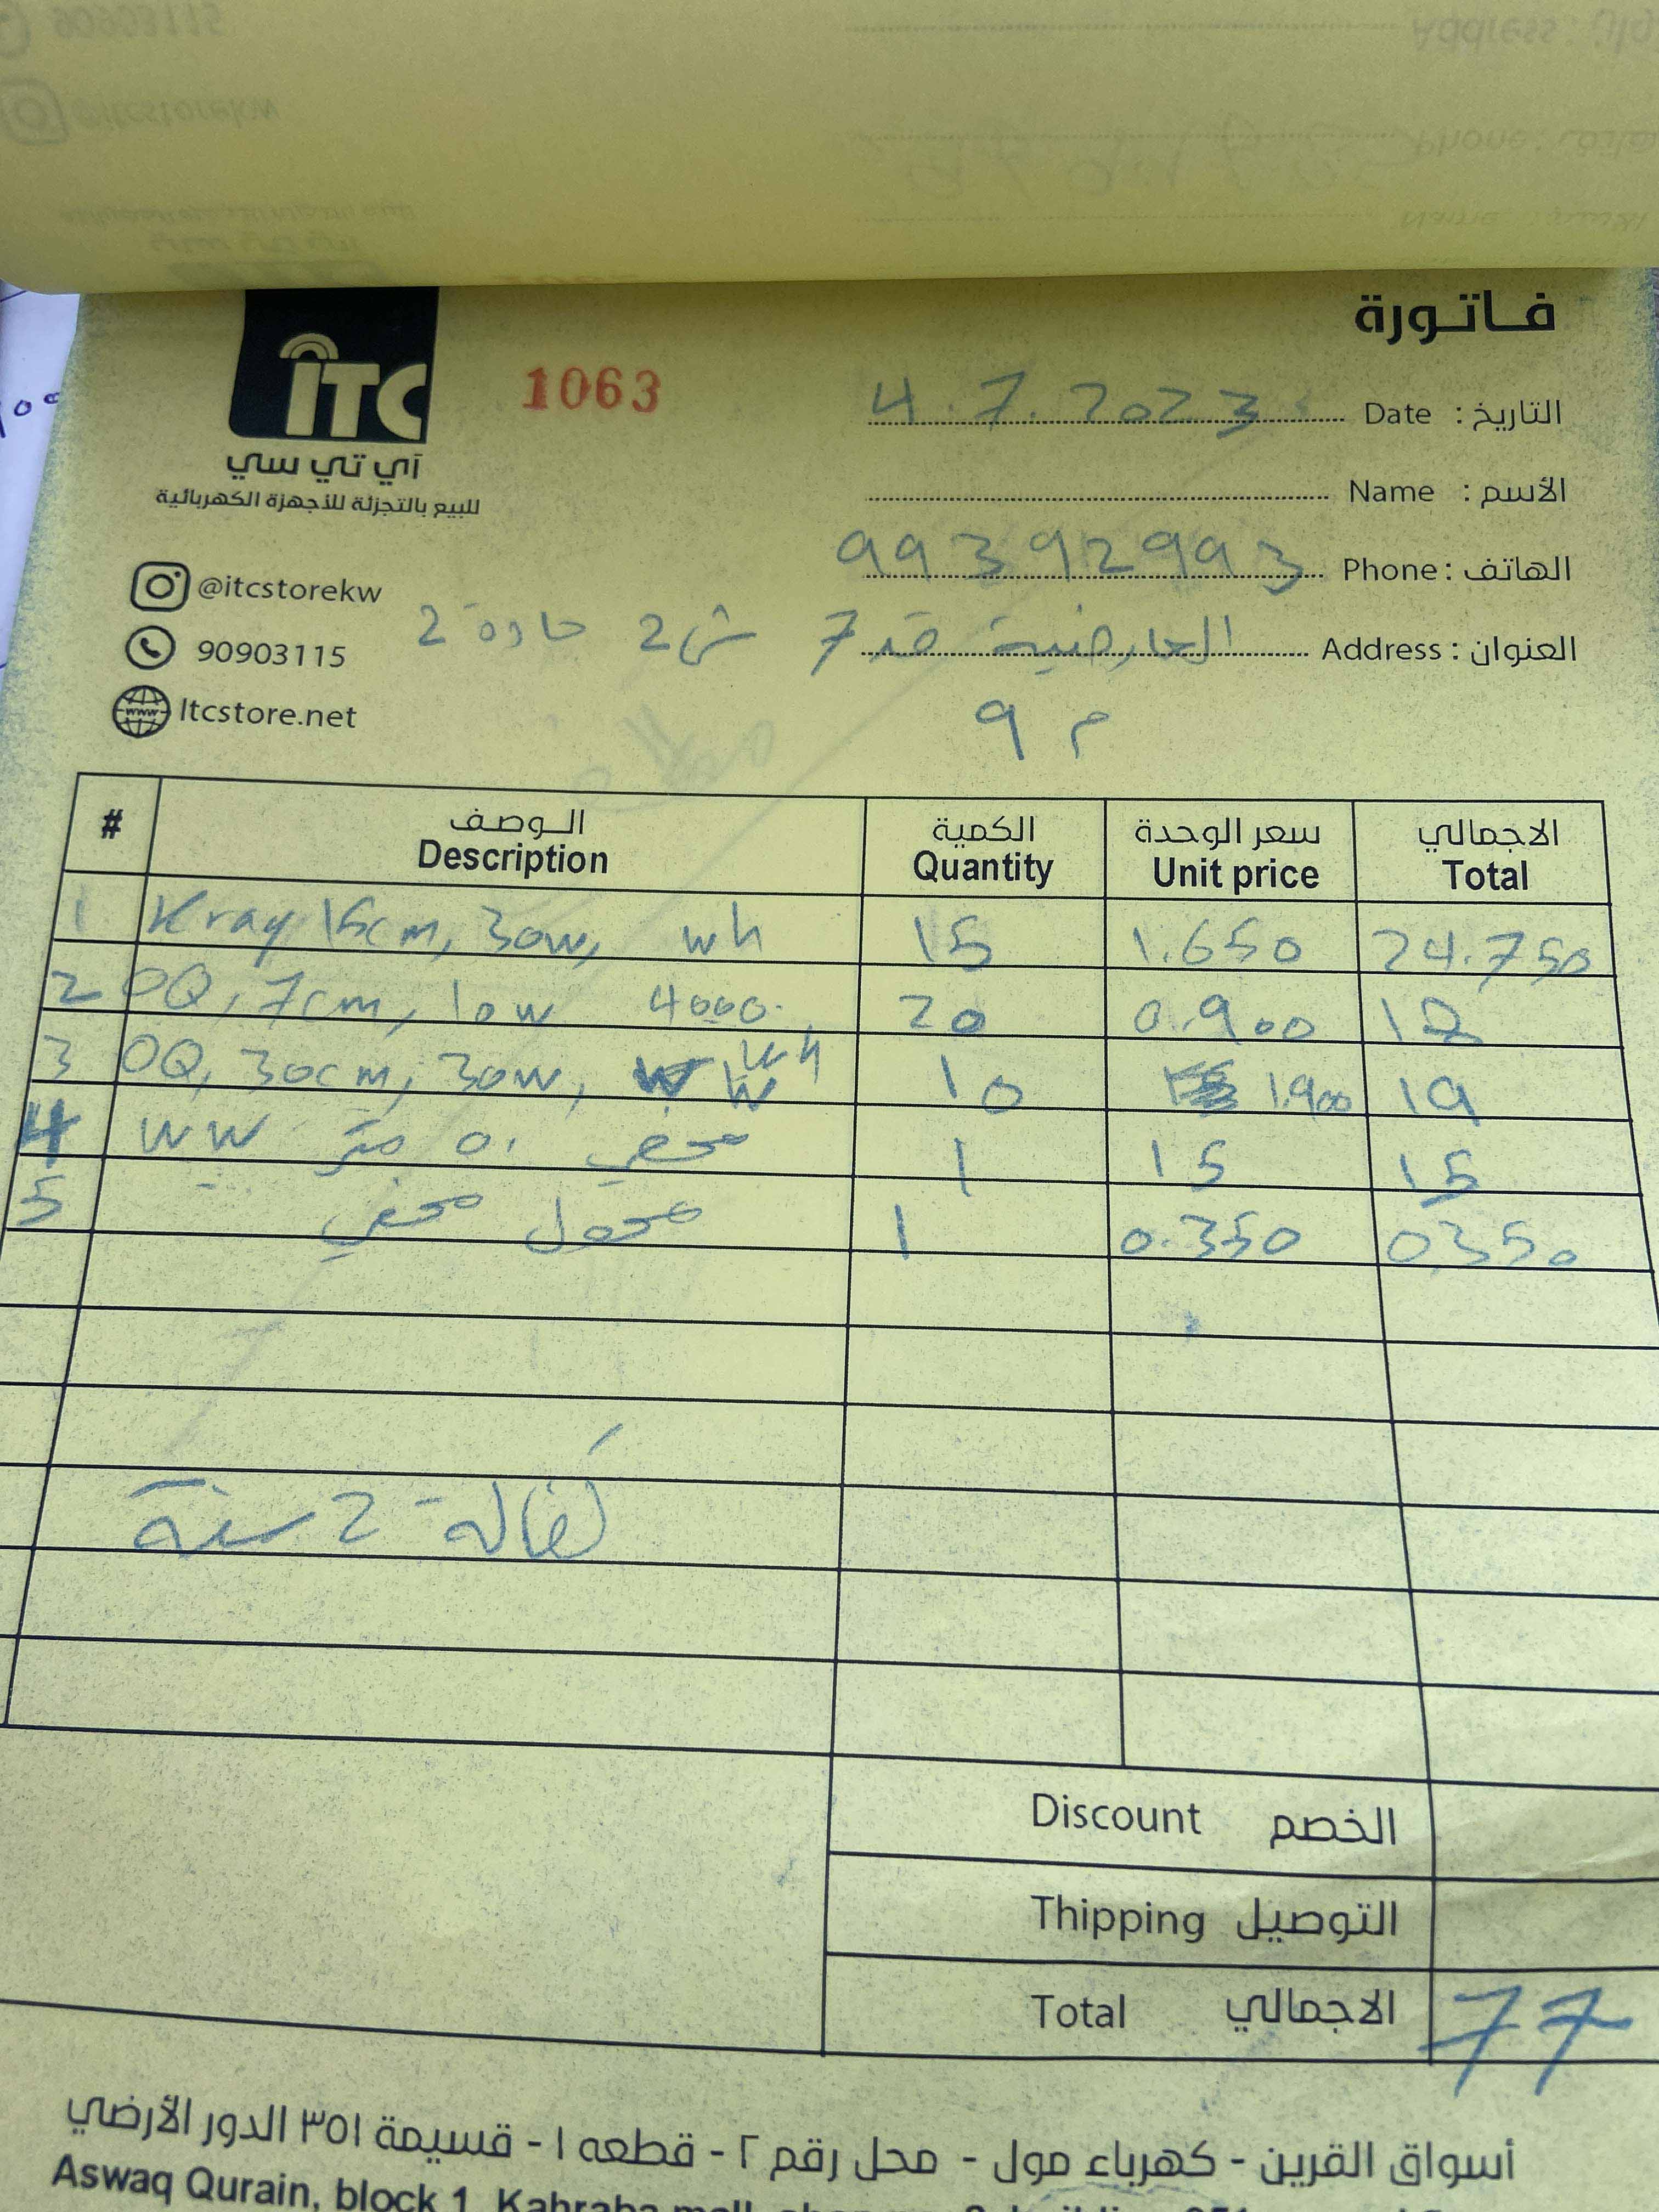 فاتورة
ITC
1063
آي تي سي
للبيع بالتجزئة للأجهزة الكهربائية
التاريخ : Date 4.7.2023
الأسم : Name
الهاتف : Phone 99392993
العنوان : Address العارضية قد 7 ش 2 جادة 2
م 9
@itcstorekw
90903115
Itcstore.net
# الوصف الكمية سعر الوحدة الاجمالي
Description Quantity Unit price Total
1 Kray 15cm, 30w, wh 15 1.650 24.750
2 OQ, 7cm, 10w 4000 20 0.900 18
3 OQ, 30cm, 30w, wh 10 1.900 19
4 مخفي ٥٠ متر WW 1 15 15
5 محول مخفي 1 0.350 0.350
كفالة 2 سنة
Discount الخصم
Thipping التوصيل
Total الاجمالي 77
أسواق القرين - كهرباء مول - محل رقم ٢ - قطعه ١ - قسيمة ٣٥١ الدور الأرضي
Aswaq Qurain, block 1, Kahraba mall,